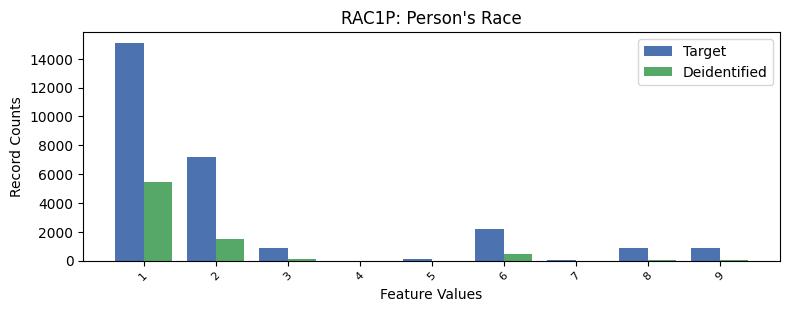 RAC1P: Person's Race
Target
Deidentified
Record Counts
14000
12000
10000
8000
6000
4000
2000
0
1 2 3 4 5 6 7 8 9
Feature Values